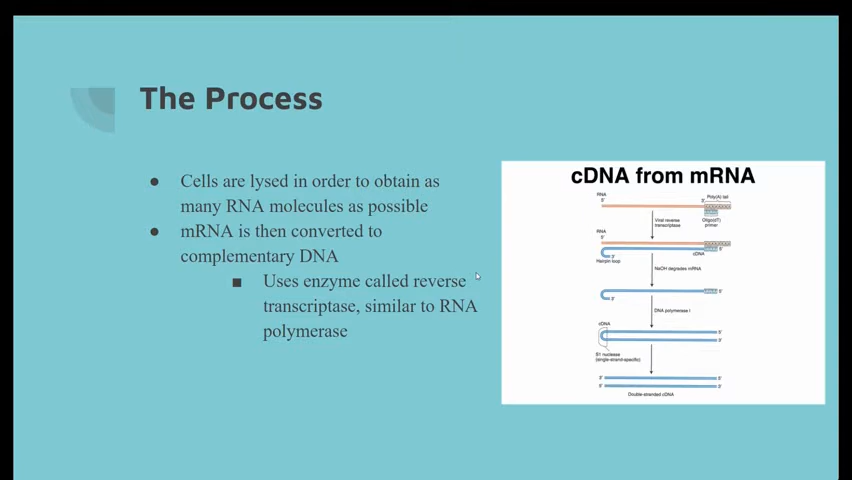 The Process
Cells are lysed in order to obtain as
many RNA molecules as possible
mRNA is then converted to
complementary DNA
Uses enzyme called reverse
transcriptase, similar to RNA
polymerase
cDNA from mRNA
RNA
5'
3'
Poly(A) tail
Viral reverse
transcriptase
Oligo(dT)
primer
RNA
5'
cDNA
Hairpin loop
NaOH degrades mRNA
3'
5'
DNA polymerase I
cDNA
5'
3'
S1 nuclease
(single-strand-specific)
5'
3'
3'
5'
Double-stranded cDNA